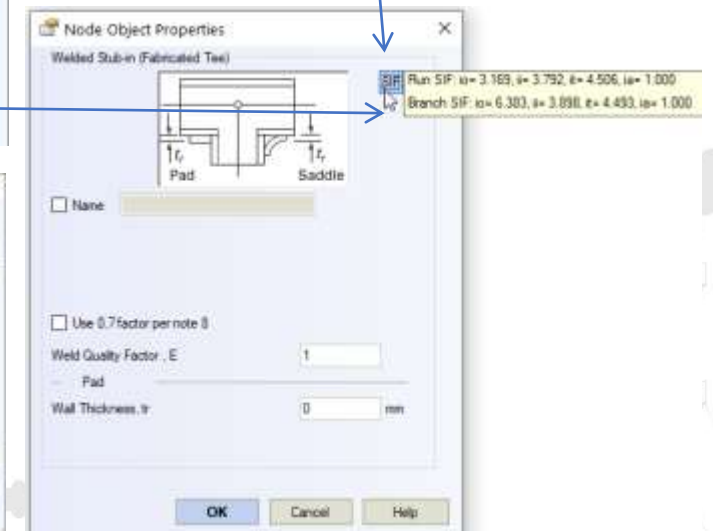 Node Object Properties
Welded Stub-in (Fabricated Tee)
SIF
Run SIF: io= 3.169, ii= 3.792, it= 4.506, ia= 1.000
Branch SIF: io= 6.383, ii= 3.898, it= 4.493, ia= 1.000
tr
tr
Pad
Saddle
Name
Use 0.7 factor per note 8
Weld Quality Factor , E
1
Pad
Wall Thickness, tr
0
mm
OK
Cancel
Help